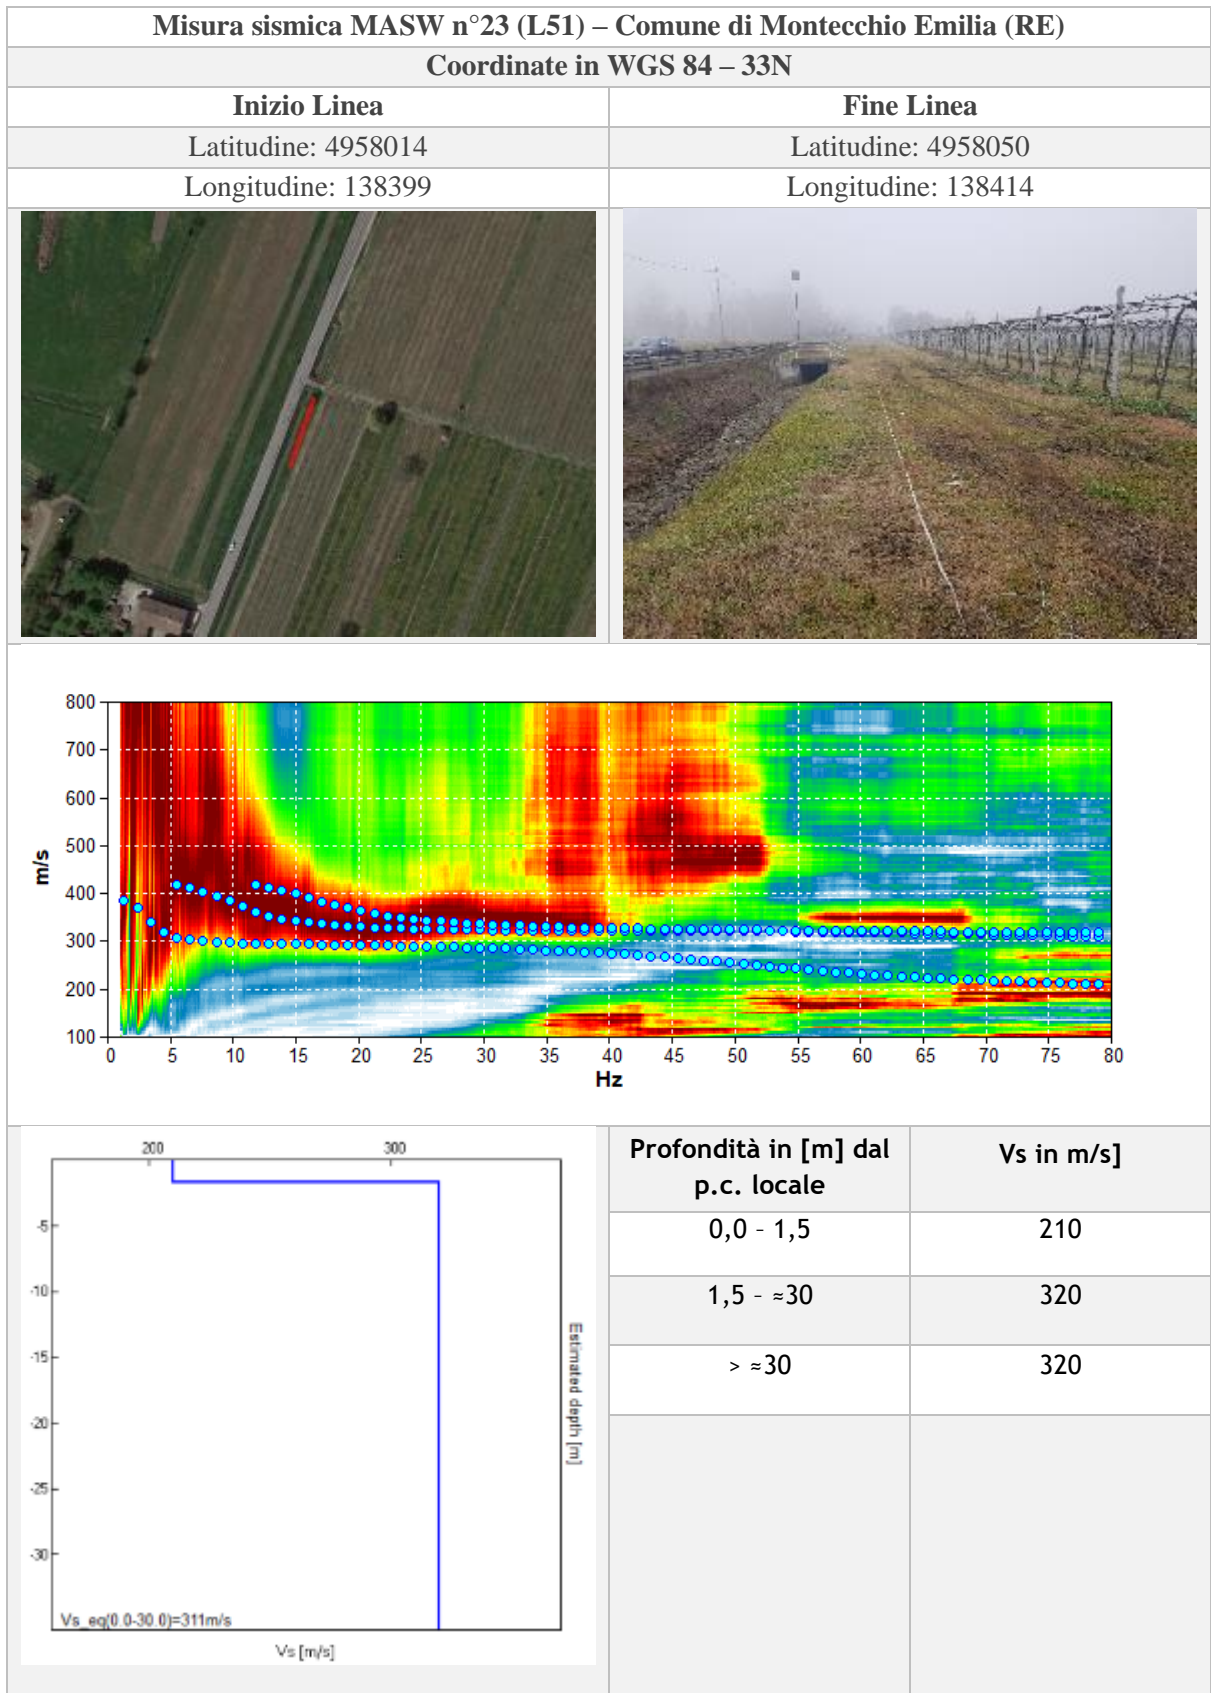 Misura sismica MASW n°23 (L51) – Comune di Montecchio Emilia (RE)
Coordinate in WGS 84 – 33N
Inizio Linea
Fine Linea
Latitudine: 4958014
Latitudine: 4958050
Longitudine: 138399
Longitudine: 138414
800
700
600
500
400
300
200
100
m/s
0 5 10 15 20 25 30 35 40 45 50 55 60 65 70 75 80
Hz
200 300
-5
-10
-15
-20
-25
-30
Estimated depth [m]
Vs_eq(0.0-30.0)=311m/s
Vs [m/s]
Profondità in [m] dal
p.c. locale
Vs in m/s]
0,0 – 1,5
210
1,5 – ≈30
320
> ≈30
320